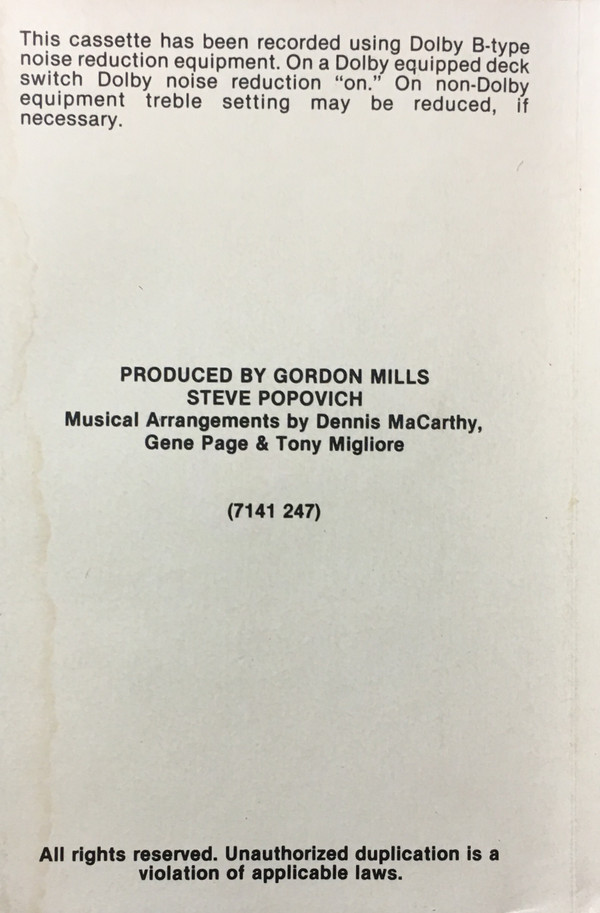 This cassette has been recorded using Dolby B-type
noise reduction equipment. On a Dolby equipped deck
switch Dolby noise reduction “on.” On non-Dolby
equipment treble setting may be reduced, if
necessary.
PRODUCED BY GORDON MILLS
STEVE POPOVICH
Musical Arrangements by Dennis MaCarthy,
Gene Page & Tony Migliore
(7141 247)
All rights reserved. Unauthorized duplication is a
violation of applicable laws.